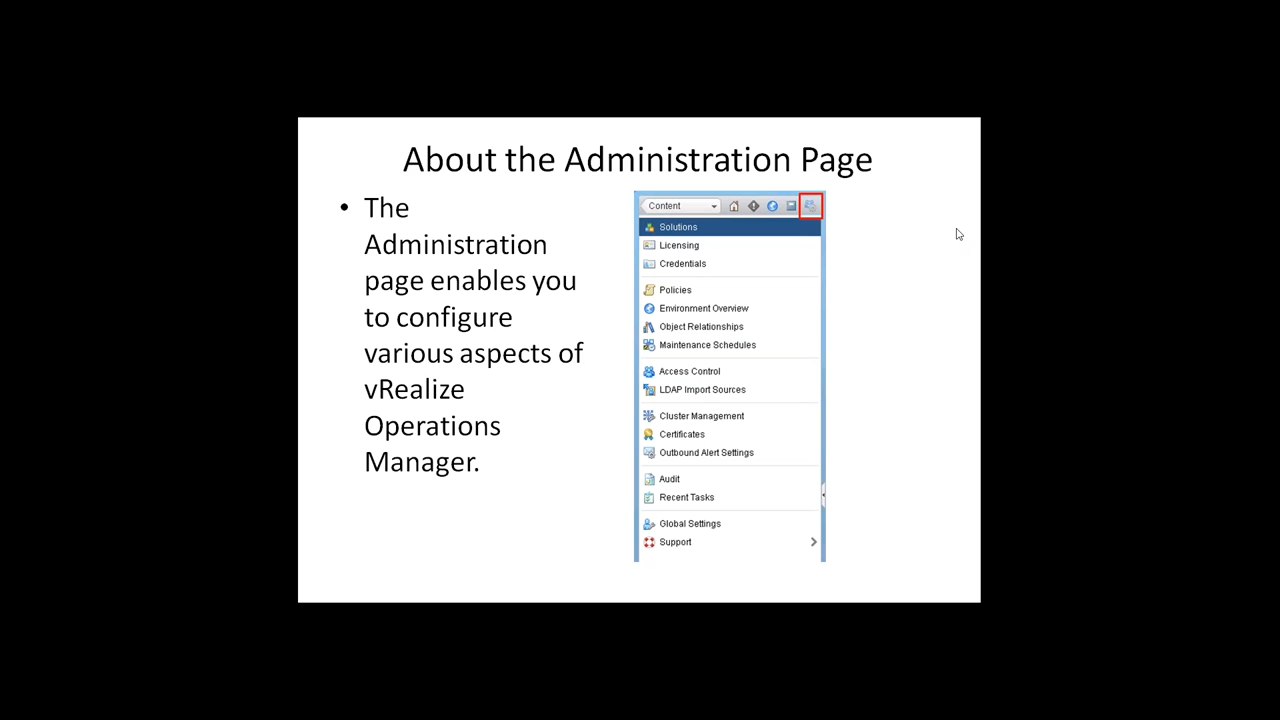 About the Administration Page
• The
Administration
page enables you
to configure
various aspects of
vRealize
Operations
Manager.
Content
Solutions
Licensing
Credentials
Policies
Environment Overview
Object Relationships
Maintenance Schedules
Access Control
LDAP Import Sources
Cluster Management
Certificates
Outbound Alert Settings
Audit
Recent Tasks
Global Settings
Support